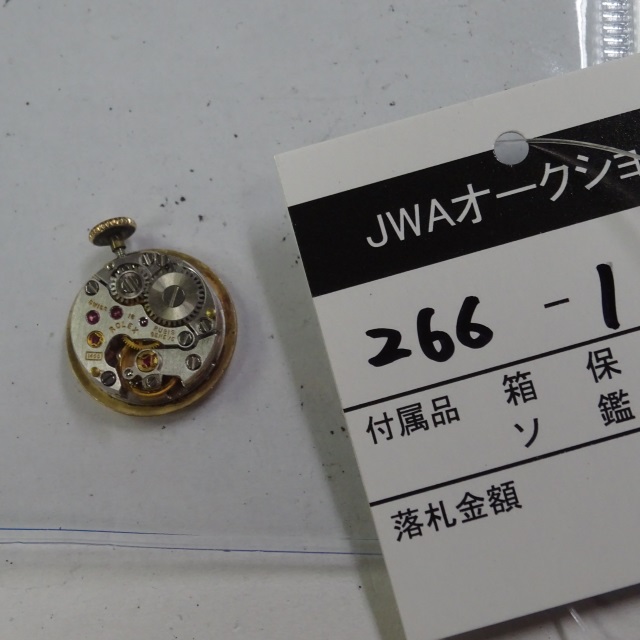 JWAオークショ
266 - 1
付属品 箱 保
ソ 鑑
落札金額